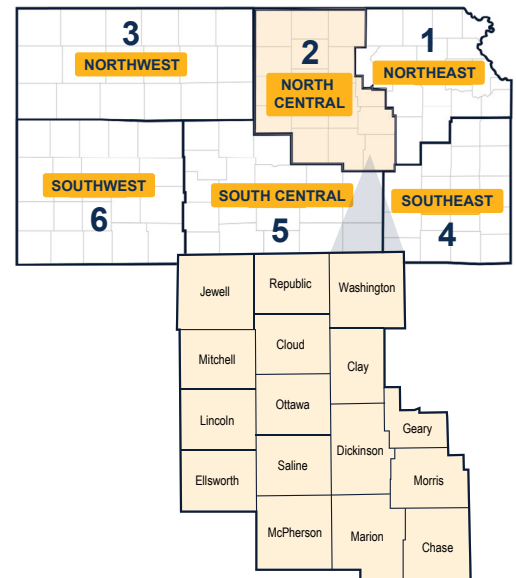 3
NORTHWEST
2
NORTH
CENTRAL
1
NORTHEAST
SOUTHWEST
6
SOUTH CENTRAL
5
SOUTHEAST
4
Jewell
Republic
Washington
Mitchell
Cloud
Clay
Lincoln
Ottawa
Dickinson
Geary
Ellsworth
Saline
Morris
McPherson
Marion
Chase